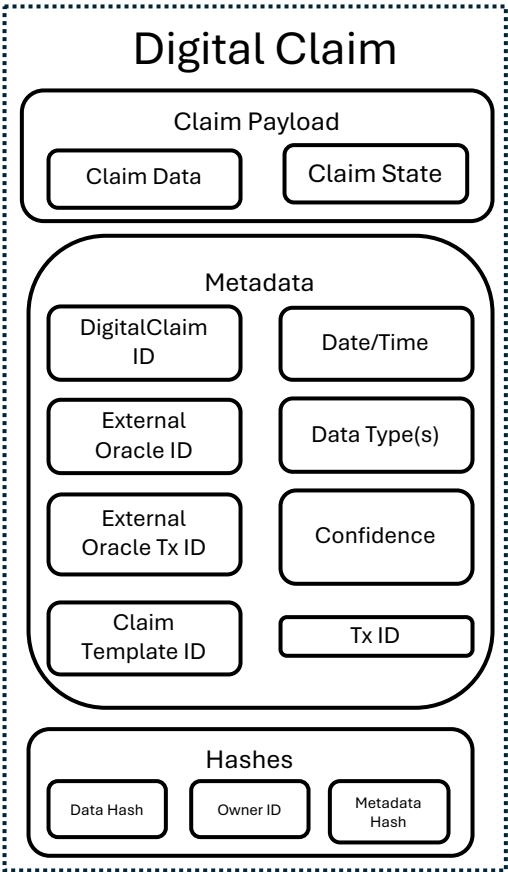 Digital Claim
Claim Payload
Claim Data
Claim State
Metadata
DigitalClaim
ID
Date/Time
External
Oracle ID
Data Type(s)
External
Oracle Tx ID
Confidence
Claim
Template ID
Tx ID
Hashes
Data Hash
Owner ID
Metadata
Hash